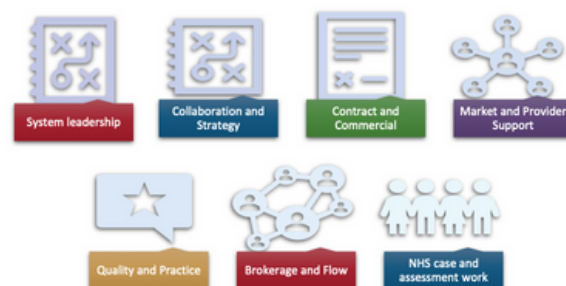 System leadership
Collaboration and
Strategy
Contract and
Commercial
Market and Provider
Support
Quality and Practice
Brokerage and Flow
NHS case and
assessment work